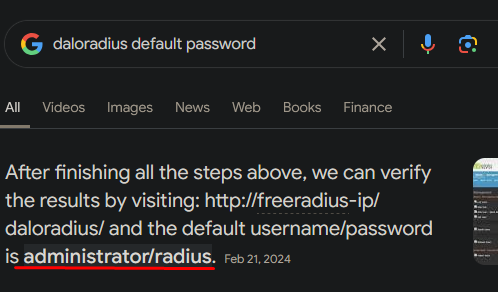 daloradius default password
All Videos Images News Web Books Finance
After finishing all the steps above, we can verify
the results by visiting: http://freeradius-ip/
daloradius/ and the default username/password
is administrator/radius. Feb 21, 2024